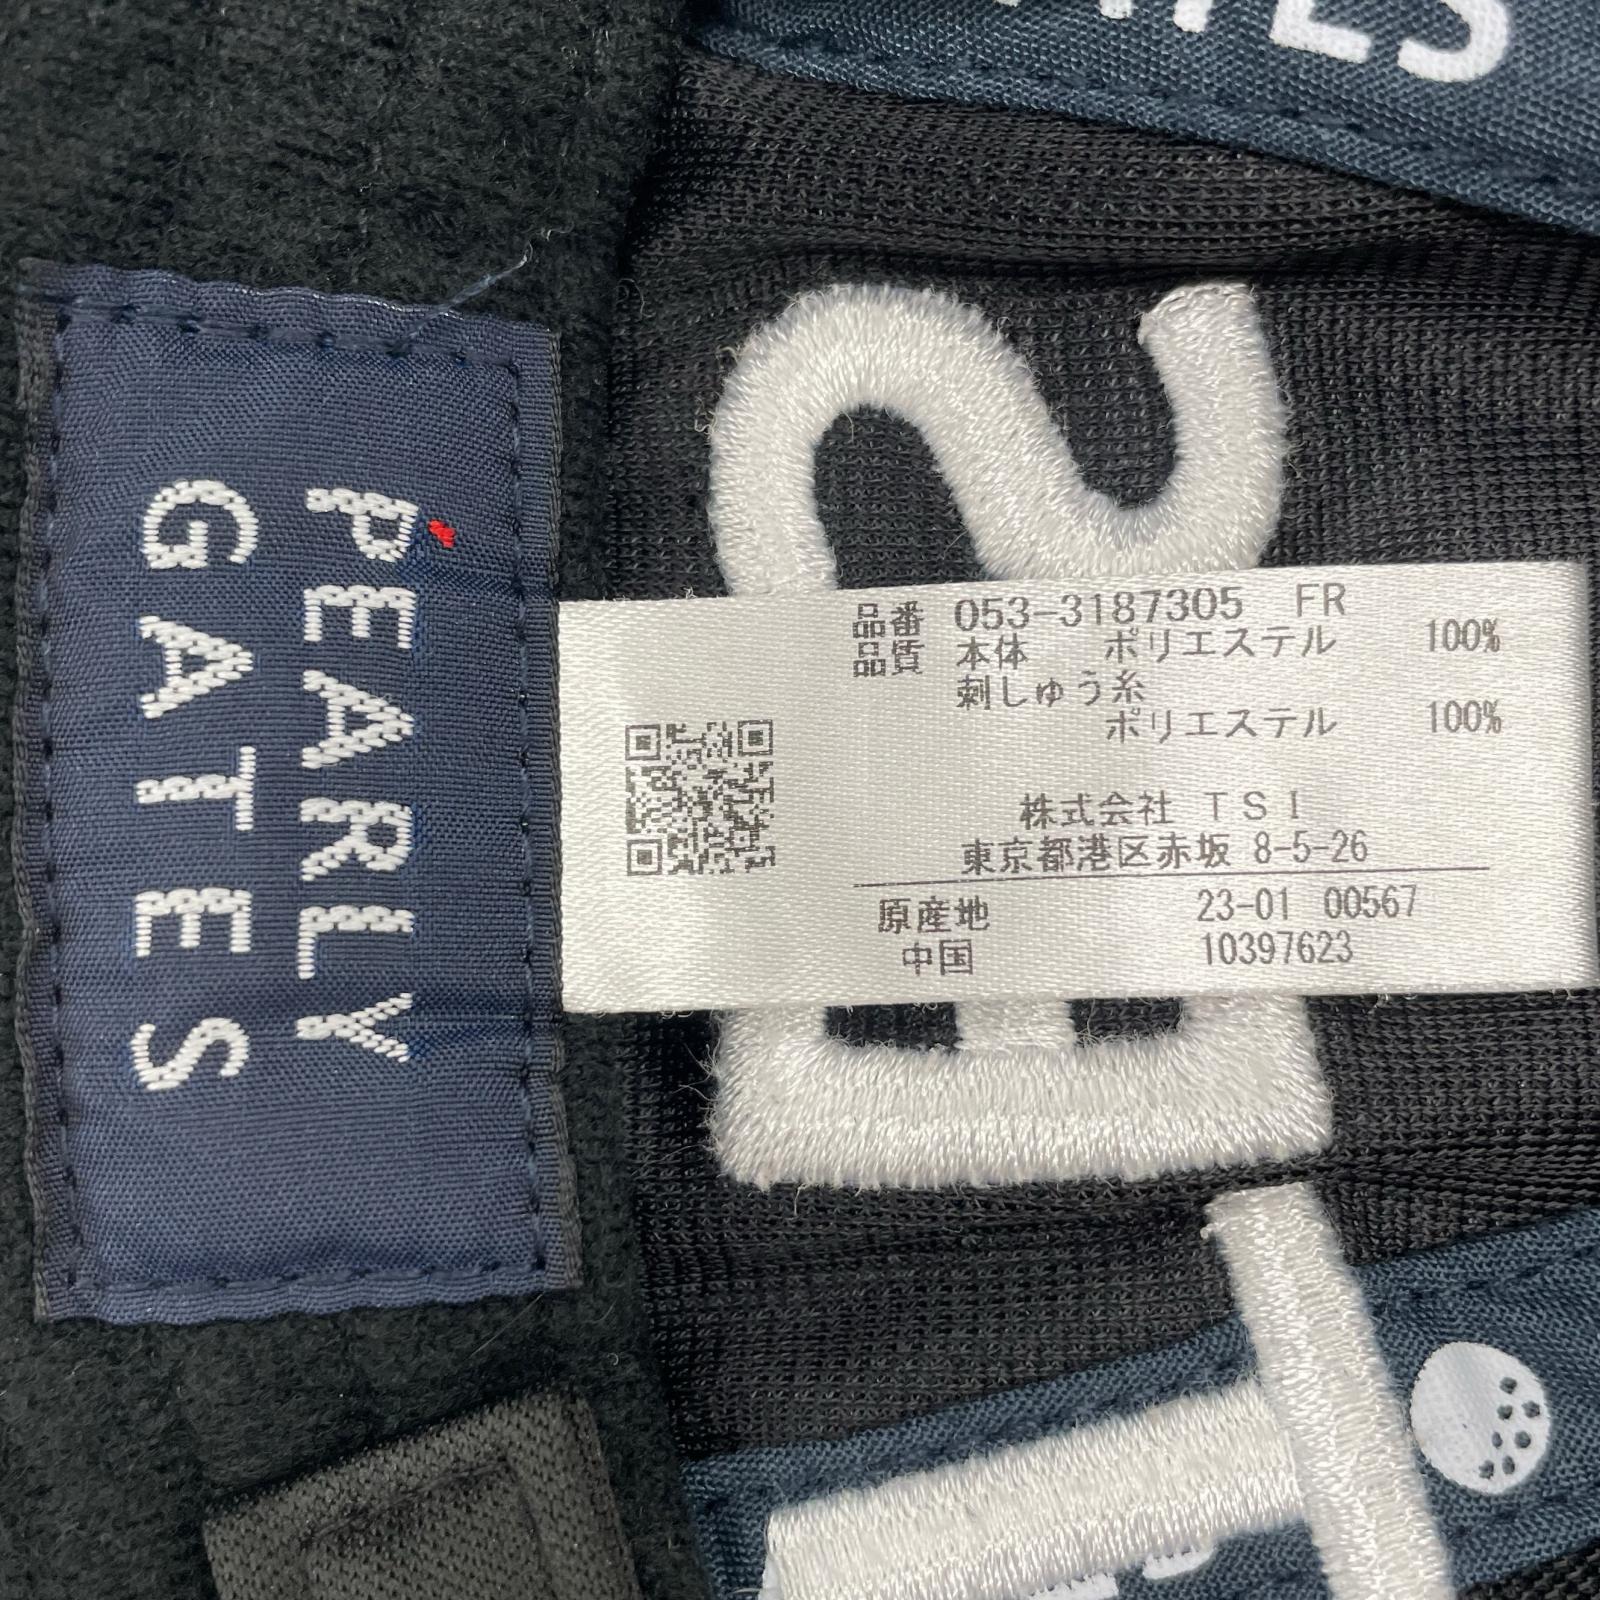 PEARLY
GATES
品番 053-3187305 FR
品質 本体 ポリエステル 100%
刺しゅう糸
ポリエステル 100%
株式会社 TSI
東京都港区赤坂 8-5-26
原産地 23-01 00567
中国 10397623